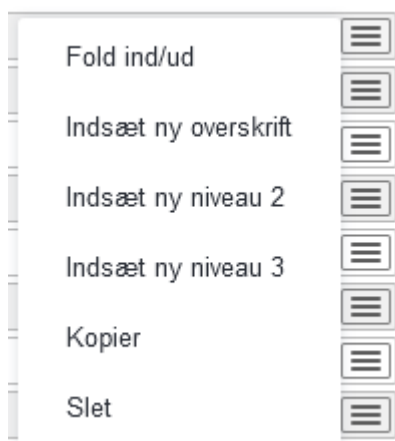 Fold ind/ud
Indsæt ny overskrift
Indsæt ny niveau 2
Indsæt ny niveau 3
Kopier
Slet